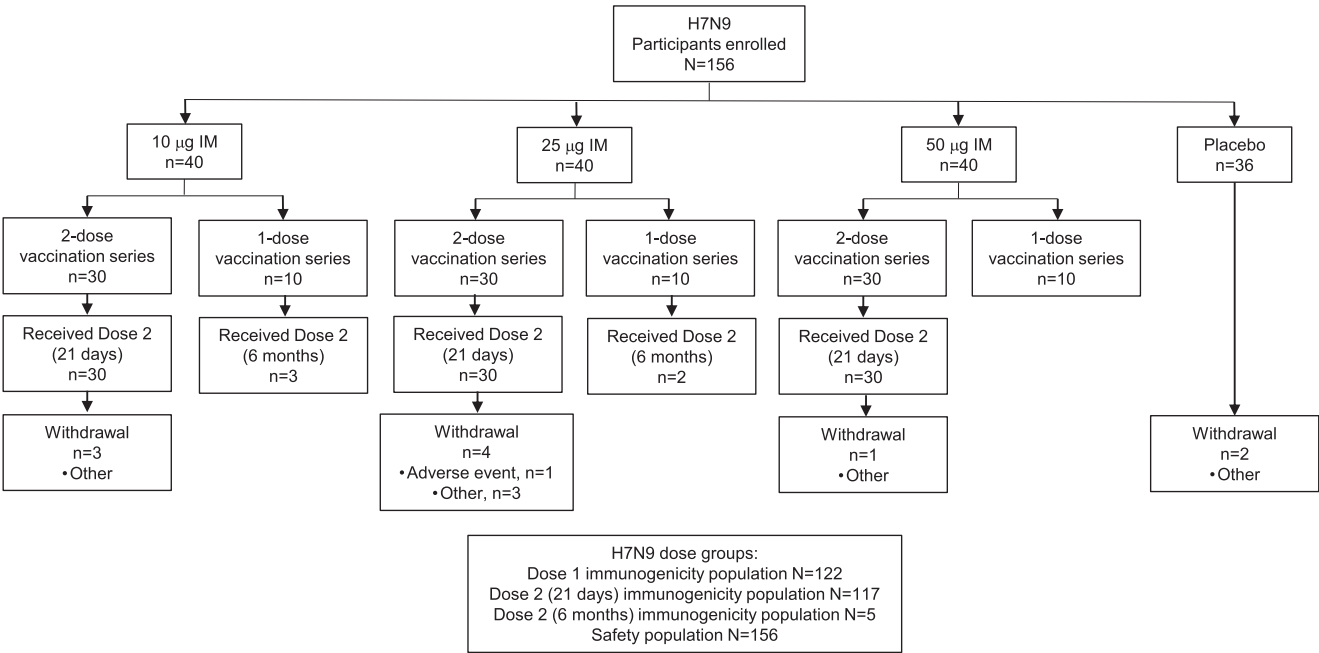 H7N9
Participants enrolled
N=156
10 μg IM
n=40
25 μg IM
n=40
50 μg IM
n=40
Placebo
n=36
2-dose
vaccination series
n=30
1-dose
vaccination series
n=10
2-dose
vaccination series
n=30
1-dose
vaccination series
n=10
2-dose
vaccination series
n=30
1-dose
vaccination series
n=10
Received Dose 2
(21 days)
n=30
Received Dose 2
(6 months)
n=3
Received Dose 2
(21 days)
n=30
Received Dose 2
(6 months)
n=2
Received Dose 2
(21 days)
n=30
Withdrawal
n=3
•Other
Withdrawal
n=4
•Adverse event, n=1
•Other, n=3
Withdrawal
n=1
•Other
Withdrawal
n=2
•Other
H7N9 dose groups:
Dose 1 immunogenicity population N=122
Dose 2 (21 days) immunogenicity population N=117
Dose 2 (6 months) immunogenicity population N=5
Safety population N=156